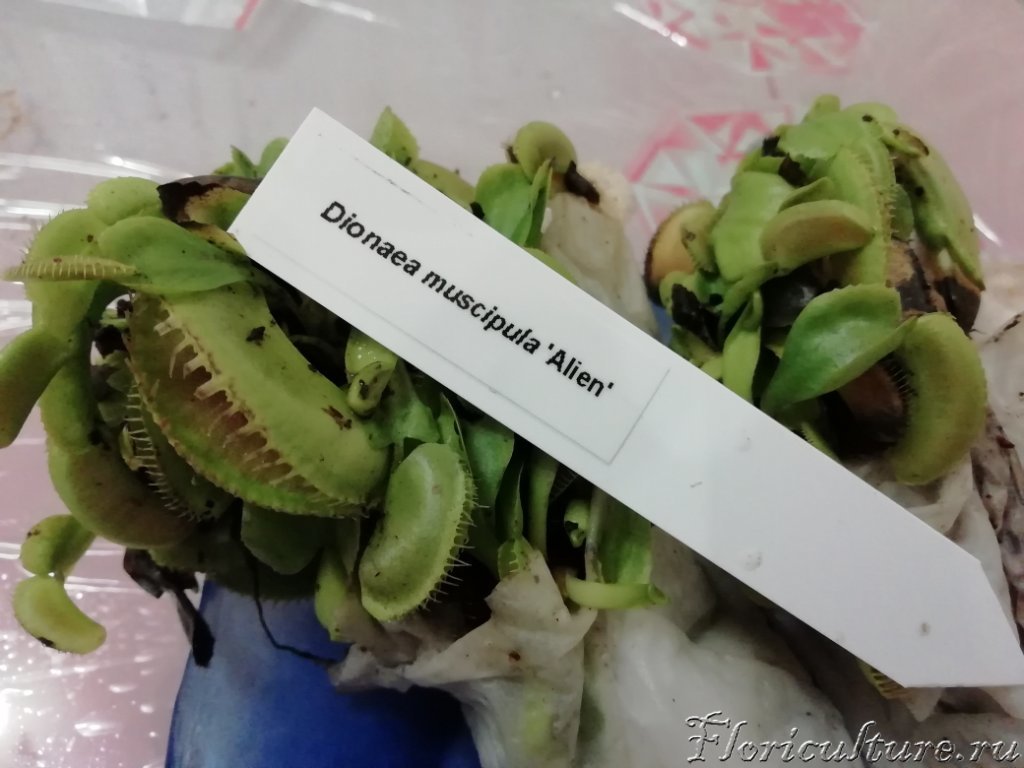 Dionaea muscipula 'Alien'
Floriculture.ru